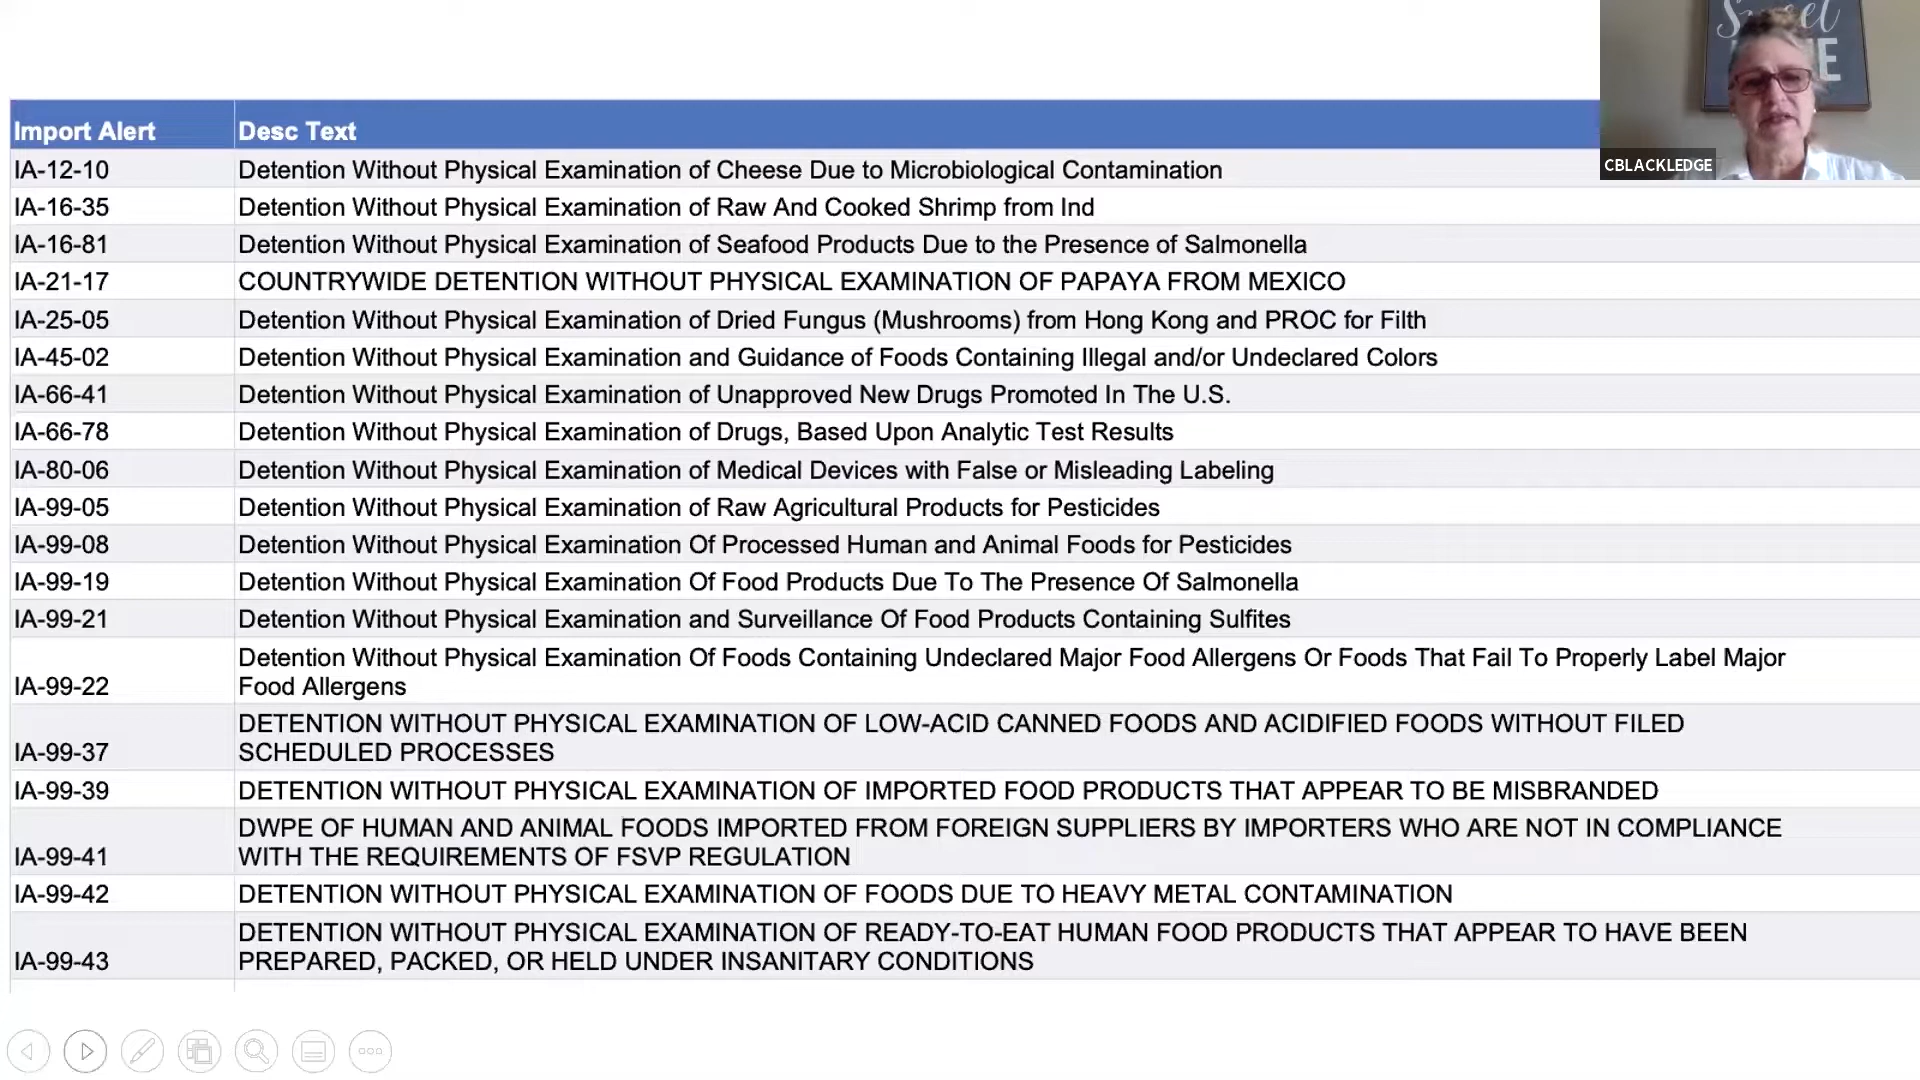 Sweet
Import Alert Desc Text
CBLACKLEDGE
IA-12-10 Detention Without Physical Examination of Cheese Due to Microbiological Contamination
IA-16-35 Detention Without Physical Examination of Raw And Cooked Shrimp from Ind
IA-16-81 Detention Without Physical Examination of Seafood Products Due to the Presence of Salmonella
IA-21-17 COUNTRYWIDE DETENTION WITHOUT PHYSICAL EXAMINATION OF PAPAYA FROM MEXICO
IA-25-05 Detention Without Physical Examination of Dried Fungus (Mushrooms) from Hong Kong and PROC for Filth
IA-45-02 Detention Without Physical Examination and Guidance of Foods Containing Illegal and/or Undeclared Colors
IA-66-41 Detention Without Physical Examination of Unapproved New Drugs Promoted In The U.S.
IA-66-78 Detention Without Physical Examination of Drugs, Based Upon Analytic Test Results
IA-80-06 Detention Without Physical Examination of Medical Devices with False or Misleading Labeling
IA-99-05 Detention Without Physical Examination of Raw Agricultural Products for Pesticides
IA-99-08 Detention Without Physical Examination Of Processed Human and Animal Foods for Pesticides
IA-99-19 Detention Without Physical Examination Of Food Products Due To The Presence Of Salmonella
IA-99-21 Detention Without Physical Examination and Surveillance Of Food Products Containing Sulfites
Detention Without Physical Examination Of Foods Containing Undeclared Major Food Allergens Or Foods That Fail To Properly Label Major
IA-99-22 Food Allergens
DETENTION WITHOUT PHYSICAL EXAMINATION OF LOW-ACID CANNED FOODS AND ACIDIFIED FOODS WITHOUT FILED
IA-99-37 SCHEDULED PROCESSES
IA-99-39 DETENTION WITHOUT PHYSICAL EXAMINATION OF IMPORTED FOOD PRODUCTS THAT APPEAR TO BE MISBRANDED
DWPE OF HUMAN AND ANIMAL FOODS IMPORTED FROM FOREIGN SUPPLIERS BY IMPORTERS WHO ARE NOT IN COMPLIANCE
IA-99-41 WITH THE REQUIREMENTS OF FSVP REGULATION
IA-99-42 DETENTION WITHOUT PHYSICAL EXAMINATION OF FOODS DUE TO HEAVY METAL CONTAMINATION
DETENTION WITHOUT PHYSICAL EXAMINATION OF READY-TO-EAT HUMAN FOOD PRODUCTS THAT APPEAR TO HAVE BEEN
IA-99-43 PREPARED, PACKED, OR HELD UNDER INSANITARY CONDITIONS